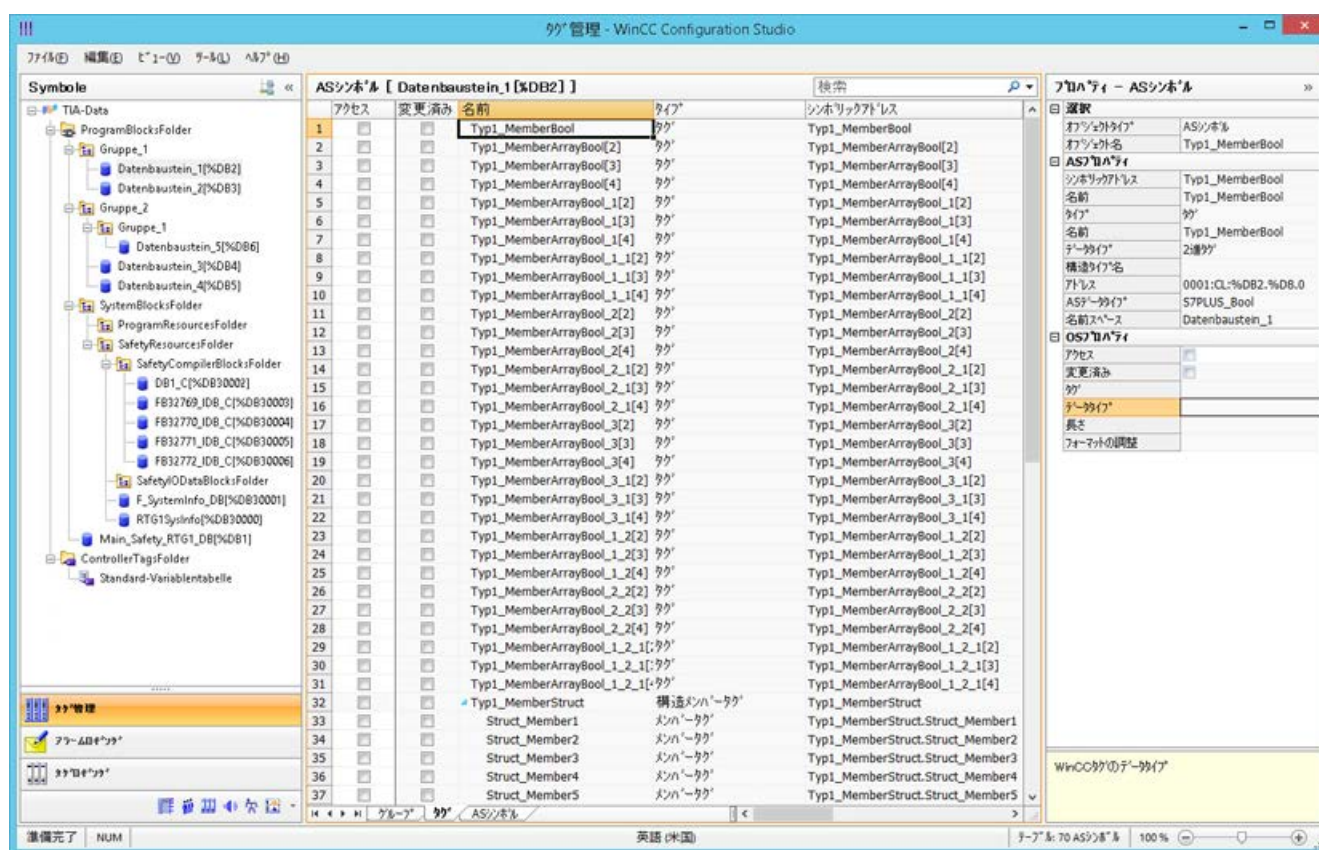 タグ管理 - WinCC Configuration Studio
ファイル(F) 編集(E) ビュー(V) ツール(L) ヘルプ(H)
Symbole
TIA-Data
ProgramBlocksFolder
Gruppe_1
Datenbaustein_1[%DB2]
Datenbaustein_2[%DB3]
Gruppe_2
Gruppe_1
Datenbaustein_5[%DB6]
Datenbaustein_3[%DB4]
Datenbaustein_4[%DB5]
SystemBlocksFolder
ProgramResourcesFolder
SafetyResourcesFolder
SafetyCompilerBlocksFolder
DB1_C[%DB30002]
FB32769_IDB_C[%DB30003]
FB32770_IDB_C[%DB30004]
FB32771_IDB_C[%DB30005]
FB32772_IDB_C[%DB30006]
SafetyIODataBlocksFolder
F_SystemInfo_DB[%DB30001]
RTG1SysInfo[%DB30000]
Main_Safety_RTG1_DB[%DB1]
ControllerTagsFolder
Standard-Variablentabelle
タグ管理
アラームロギング
タグロギング
ASシンボル [ Datenbaustein_1[%DB2] ] 検索
アクセス 変更済み 名前 タイプ シンボリックアドレス
1 Typ1_MemberBool タグ Typ1_MemberBool
2 Typ1_MemberArrayBool[2] タグ Typ1_MemberArrayBool[2]
3 Typ1_MemberArrayBool[3] タグ Typ1_MemberArrayBool[3]
4 Typ1_MemberArrayBool[4] タグ Typ1_MemberArrayBool[4]
5 Typ1_MemberArrayBool_1[2] タグ Typ1_MemberArrayBool_1[2]
6 Typ1_MemberArrayBool_1[3] タグ Typ1_MemberArrayBool_1[3]
7 Typ1_MemberArrayBool_1[4] タグ Typ1_MemberArrayBool_1[4]
8 Typ1_MemberArrayBool_1_1[2] タグ Typ1_MemberArrayBool_1_1[2]
9 Typ1_MemberArrayBool_1_1[3] タグ Typ1_MemberArrayBool_1_1[3]
10 Typ1_MemberArrayBool_1_1[4] タグ Typ1_MemberArrayBool_1_1[4]
11 Typ1_MemberArrayBool_2[2] タグ Typ1_MemberArrayBool_2[2]
12 Typ1_MemberArrayBool_2[3] タグ Typ1_MemberArrayBool_2[3]
13 Typ1_MemberArrayBool_2[4] タグ Typ1_MemberArrayBool_2[4]
14 Typ1_MemberArrayBool_2_1[2] タグ Typ1_MemberArrayBool_2_1[2]
15 Typ1_MemberArrayBool_2_1[3] タグ Typ1_MemberArrayBool_2_1[3]
16 Typ1_MemberArrayBool_2_1[4] タグ Typ1_MemberArrayBool_2_1[4]
17 Typ1_MemberArrayBool_3[2] タグ Typ1_MemberArrayBool_3[2]
18 Typ1_MemberArrayBool_3[3] タグ Typ1_MemberArrayBool_3[3]
19 Typ1_MemberArrayBool_3[4] タグ Typ1_MemberArrayBool_3[4]
20 Typ1_MemberArrayBool_3_1[2] タグ Typ1_MemberArrayBool_3_1[2]
21 Typ1_MemberArrayBool_3_1[3] タグ Typ1_MemberArrayBool_3_1[3]
22 Typ1_MemberArrayBool_3_1[4] タグ Typ1_MemberArrayBool_3_1[4]
23 Typ1_MemberArrayBool_1_2[2] タグ Typ1_MemberArrayBool_1_2[2]
24 Typ1_MemberArrayBool_1_2[3] タグ Typ1_MemberArrayBool_1_2[3]
25 Typ1_MemberArrayBool_1_2[4] タグ Typ1_MemberArrayBool_1_2[4]
26 Typ1_MemberArrayBool_2_2[2] タグ Typ1_MemberArrayBool_2_2[2]
27 Typ1_MemberArrayBool_2_2[3] タグ Typ1_MemberArrayBool_2_2[3]
28 Typ1_MemberArrayBool_2_2[4] タグ Typ1_MemberArrayBool_2_2[4]
29 Typ1_MemberArrayBool_1_2_1[ タグ Typ1_MemberArrayBool_1_2_1[2]
30 Typ1_MemberArrayBool_1_2_1[ タグ Typ1_MemberArrayBool_1_2_1[3]
31 Typ1_MemberArrayBool_1_2_1[ タグ Typ1_MemberArrayBool_1_2_1[4]
32 Typ1_MemberStruct 構造メンバータグ Typ1_MemberStruct
33 Struct_Member1 メンバータグ Typ1_MemberStruct.Struct_Member1
34 Struct_Member2 メンバータグ Typ1_MemberStruct.Struct_Member2
35 Struct_Member3 メンバータグ Typ1_MemberStruct.Struct_Member3
36 Struct_Member4 メンバータグ Typ1_MemberStruct.Struct_Member4
37 Struct_Member5 メンバータグ Typ1_MemberStruct.Struct_Member5
グループ タグ ASシンボル
プロパティ - ASシンボル
選択
オブジェクトタイプ ASシンボル
オブジェクト名 Typ1_MemberBool
ASプロパティ
シンボリックアドレス Typ1_MemberBool
名前 Typ1_MemberBool
タイプ タグ
名前 Typ1_MemberBool
データタイプ 2進タグ
構造タイプ名
アドレス 0001:CL:%DB2.%DB.0
ASデータタイプ S7PLUS_Bool
名前スペース Datenbaustein_1
OSプロパティ
アクセス
変更済み
タグ
データタイプ
長さ
フォーマットの調整
WinCCタグのデータタイプ
準備完了 NUM 英語 (米国) テーブル: 70 ASシンボル 100 %